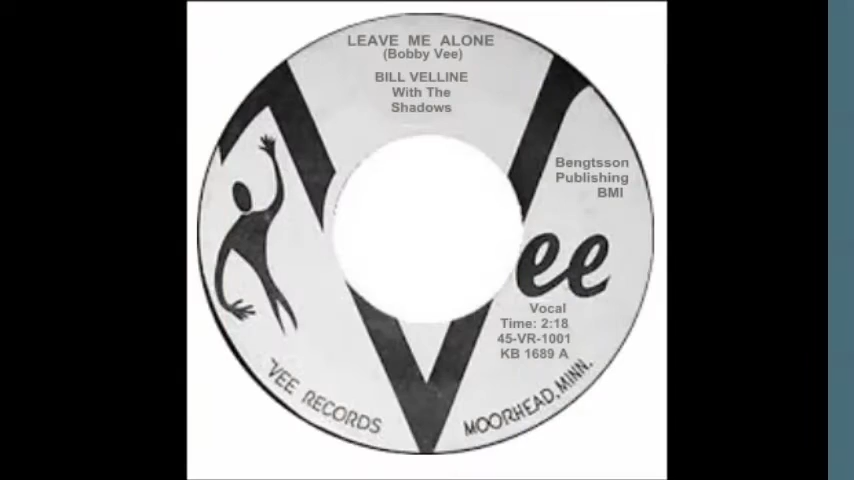 LEAVE ME ALONE
(Bobby Vee)
BILL VELLINE
With The
Shadows
Bengtsson
Publishing
BMI
Vee
Vocal
Time: 2:18
45-VR-1001
KB 1689 A
VEE RECORDS
MOORHEAD, MINN.